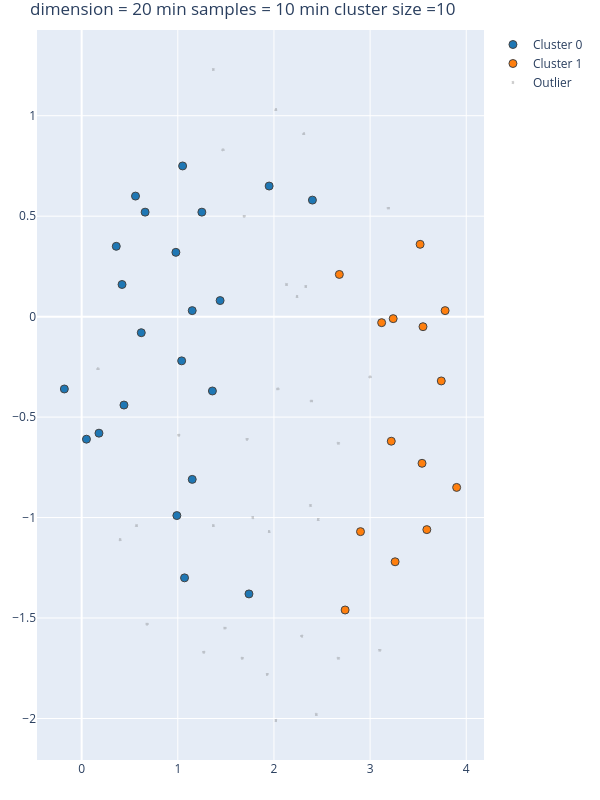 dimension = 20 min samples = 10 min cluster size =10
Cluster 0
Cluster 1
Outlier
1
0.5
0
−0.5
−1
−1.5
−2
0 1 2 3 4